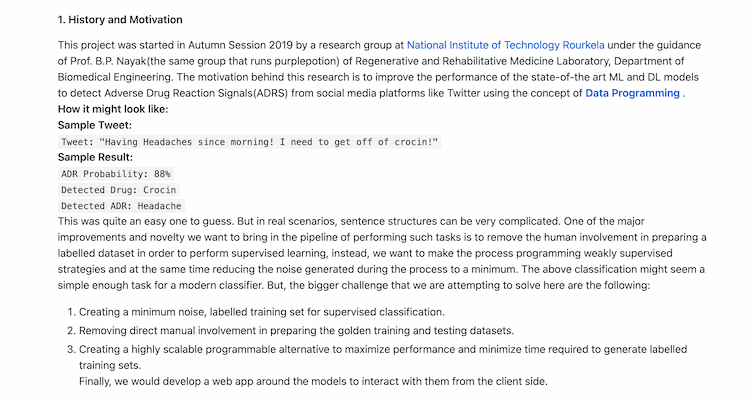 1. History and Motivation
This project was started in Autumn Session 2019 by a research group at National Institute of Technology Rourkela under the guidance
of Prof. B.P. Nayak(the same group that runs purplepotion) of Regenerative and Rehabilitative Medicine Laboratory, Department of
Biomedical Engineering. The motivation behind this research is to improve the performance of the state-of-the art ML and DL models
to detect Adverse Drug Reaction Signals(ADRS) from social media platforms like Twitter using the concept of Data Programming .
How it might look like:
Sample Tweet:
Tweet: "Having Headaches since morning! I need to get off of crocin!"
Sample Result:
ADR Probability: 88%
Detected Drug: Crocin
Detected ADR: Headache
This was quite an easy one to guess. But in real scenarios, sentence structures can be very complicated. One of the major
improvements and novelty we want to bring in the pipeline of performing such tasks is to remove the human involvement in preparing a
labelled dataset in order to perform supervised learning, instead, we want to make the process programming weakly supervised
strategies and at the same time reducing the noise generated during the process to a minimum. The above classification might seem a
simple enough task for a modern classifier. But, the bigger challenge that we are attempting to solve here are the following:
1. Creating a minimum noise, labelled training set for supervised classification.
2. Removing direct manual involvement in preparing the golden training and testing datasets.
3. Creating a highly scalable programmable alternative to maximize performance and minimize time required to generate labelled
training sets.
Finally, we would develop a web app around the models to interact with them from the client side.